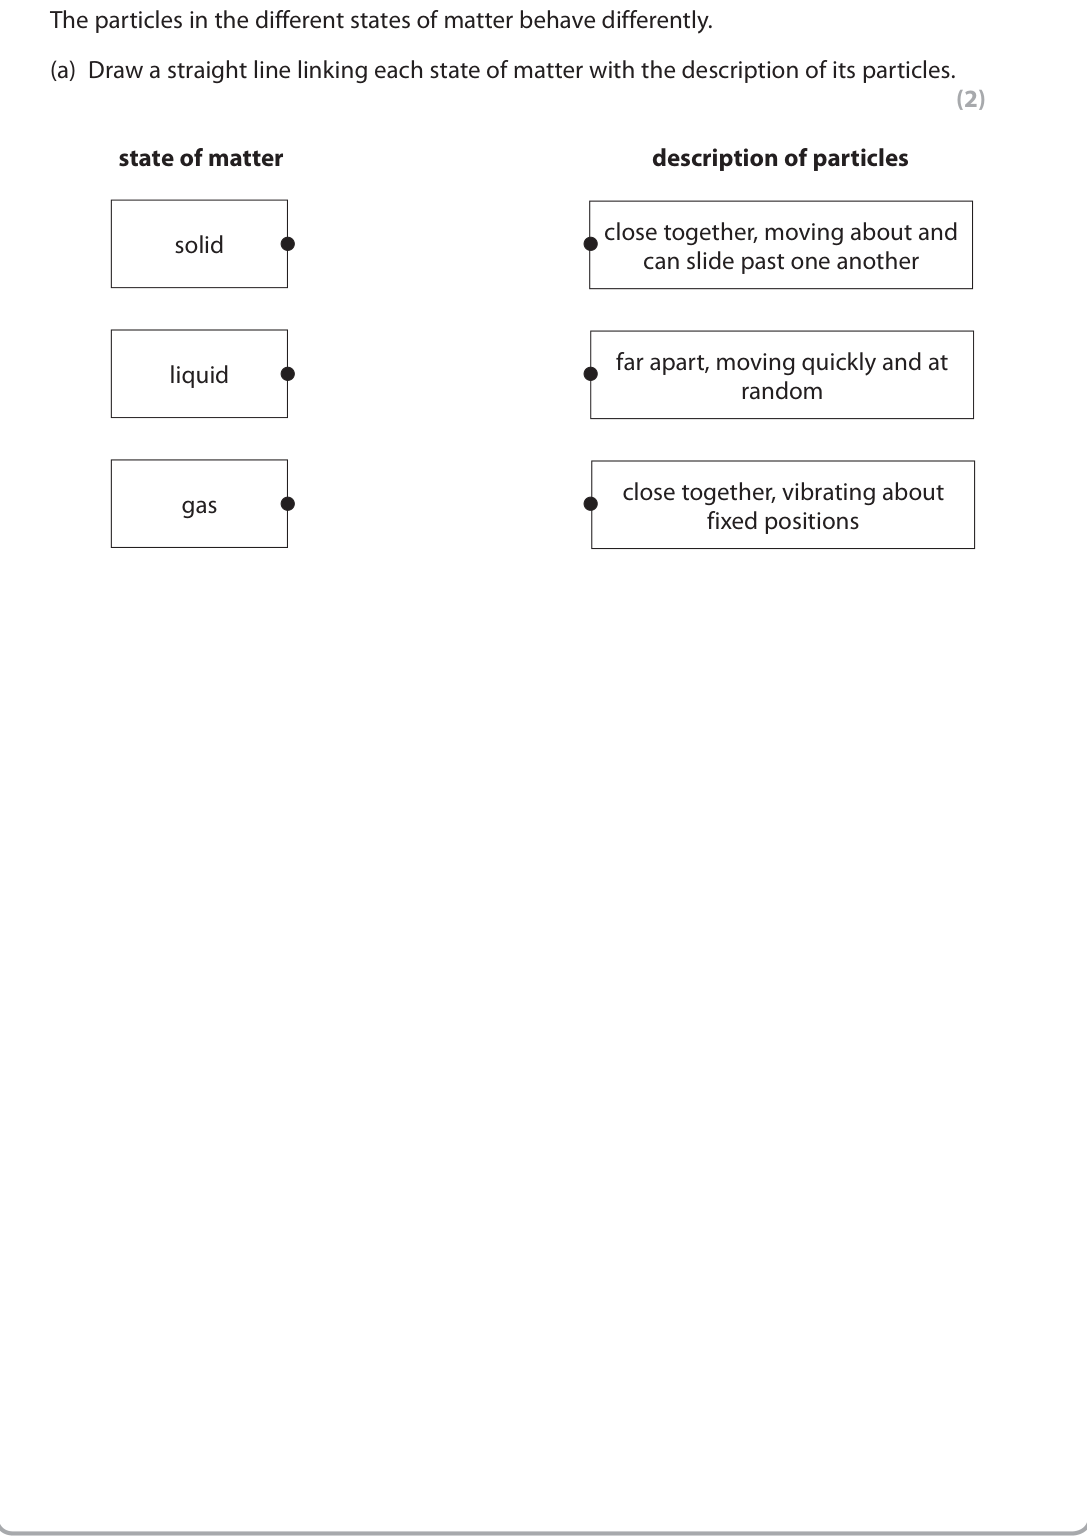 The particles in the different states of matter behave differently.
(a) Draw a straight line linking each state of matter with the description of its particles.
(2)
state of matter
description of particles
solid
close together, moving about and
can slide past one another
liquid
far apart, moving quickly and at
random
gas
close together, vibrating about
fixed positions